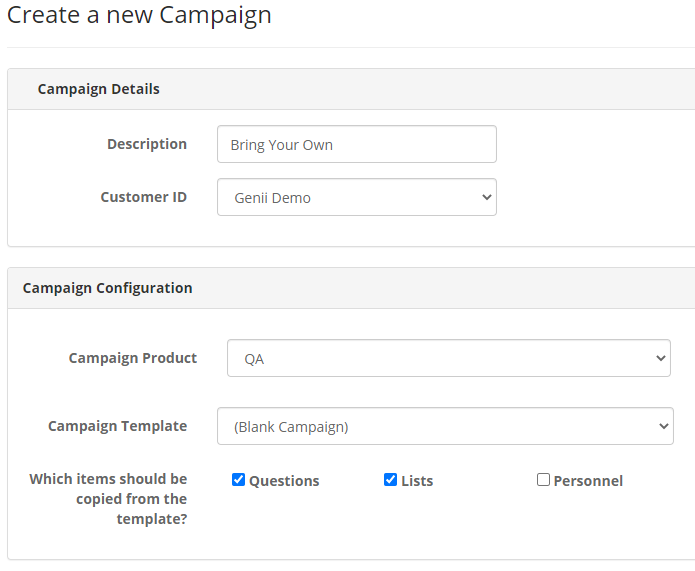 Create a new Campaign
Campaign Details
Description Bring Your Own
Customer ID Genii Demo
Campaign Configuration
Campaign Product QA
Campaign Template (Blank Campaign)
Which items should be Questions Lists Personnel
copied from the
template?